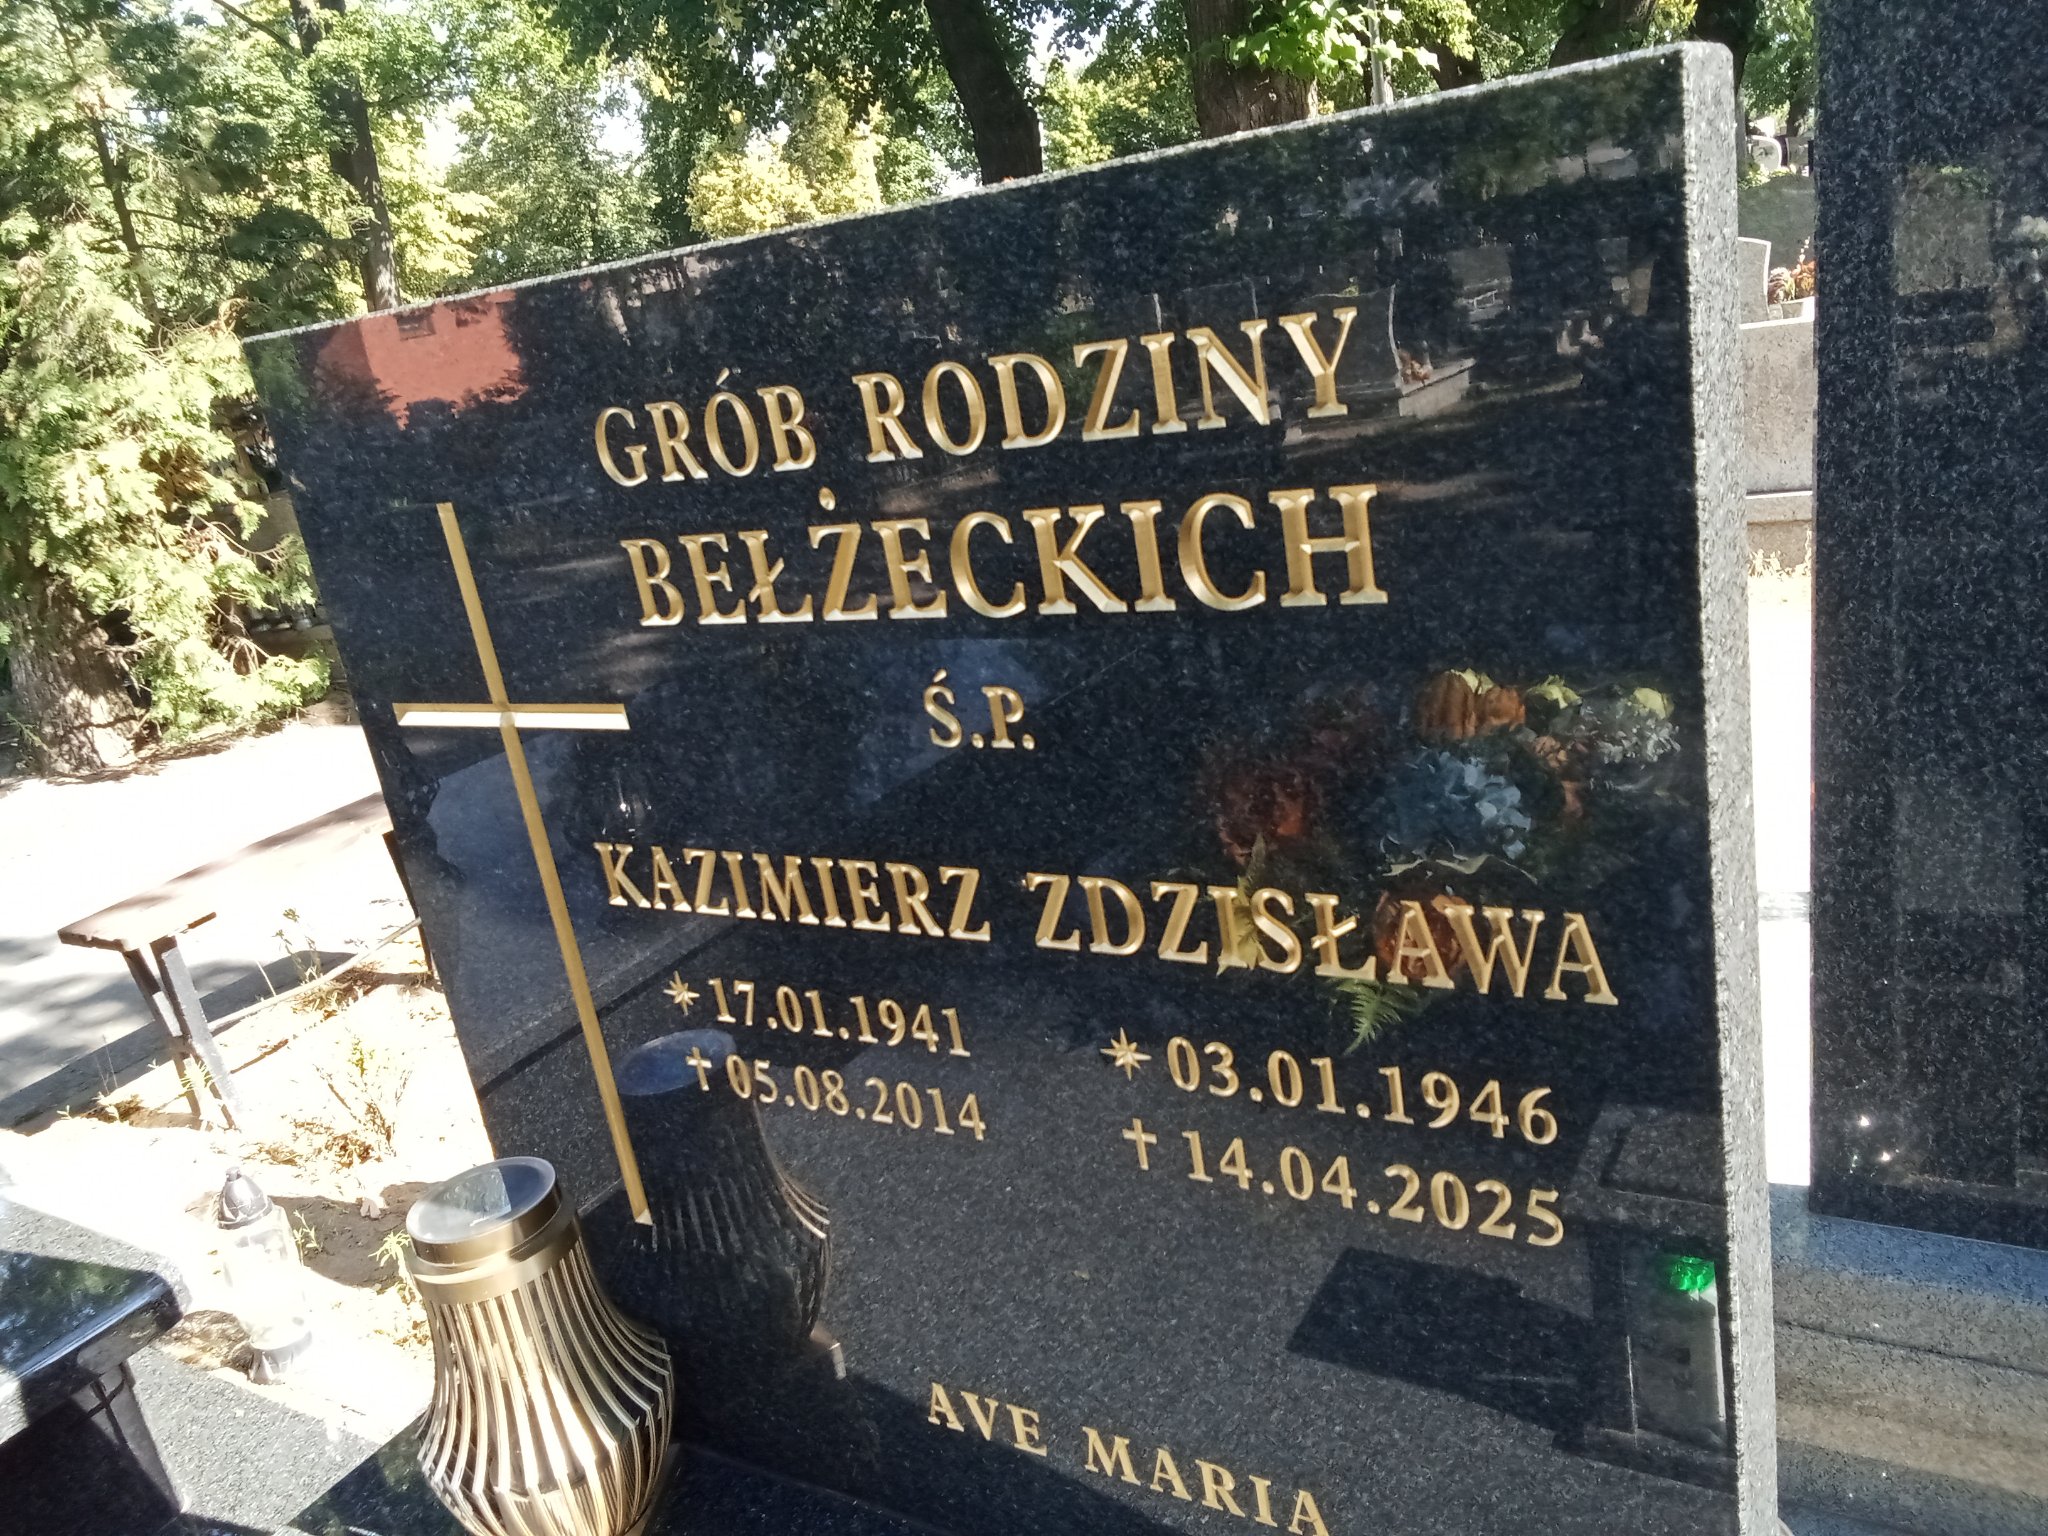 GRÓB RODZINY
BEŁŻECKICH
Ś.P.
KAZIMIERZ ZDZISŁAWA
* 17.01.1941 * 03.01.1946
† 05.08.2014 † 14.04.2025
AVE MARIA